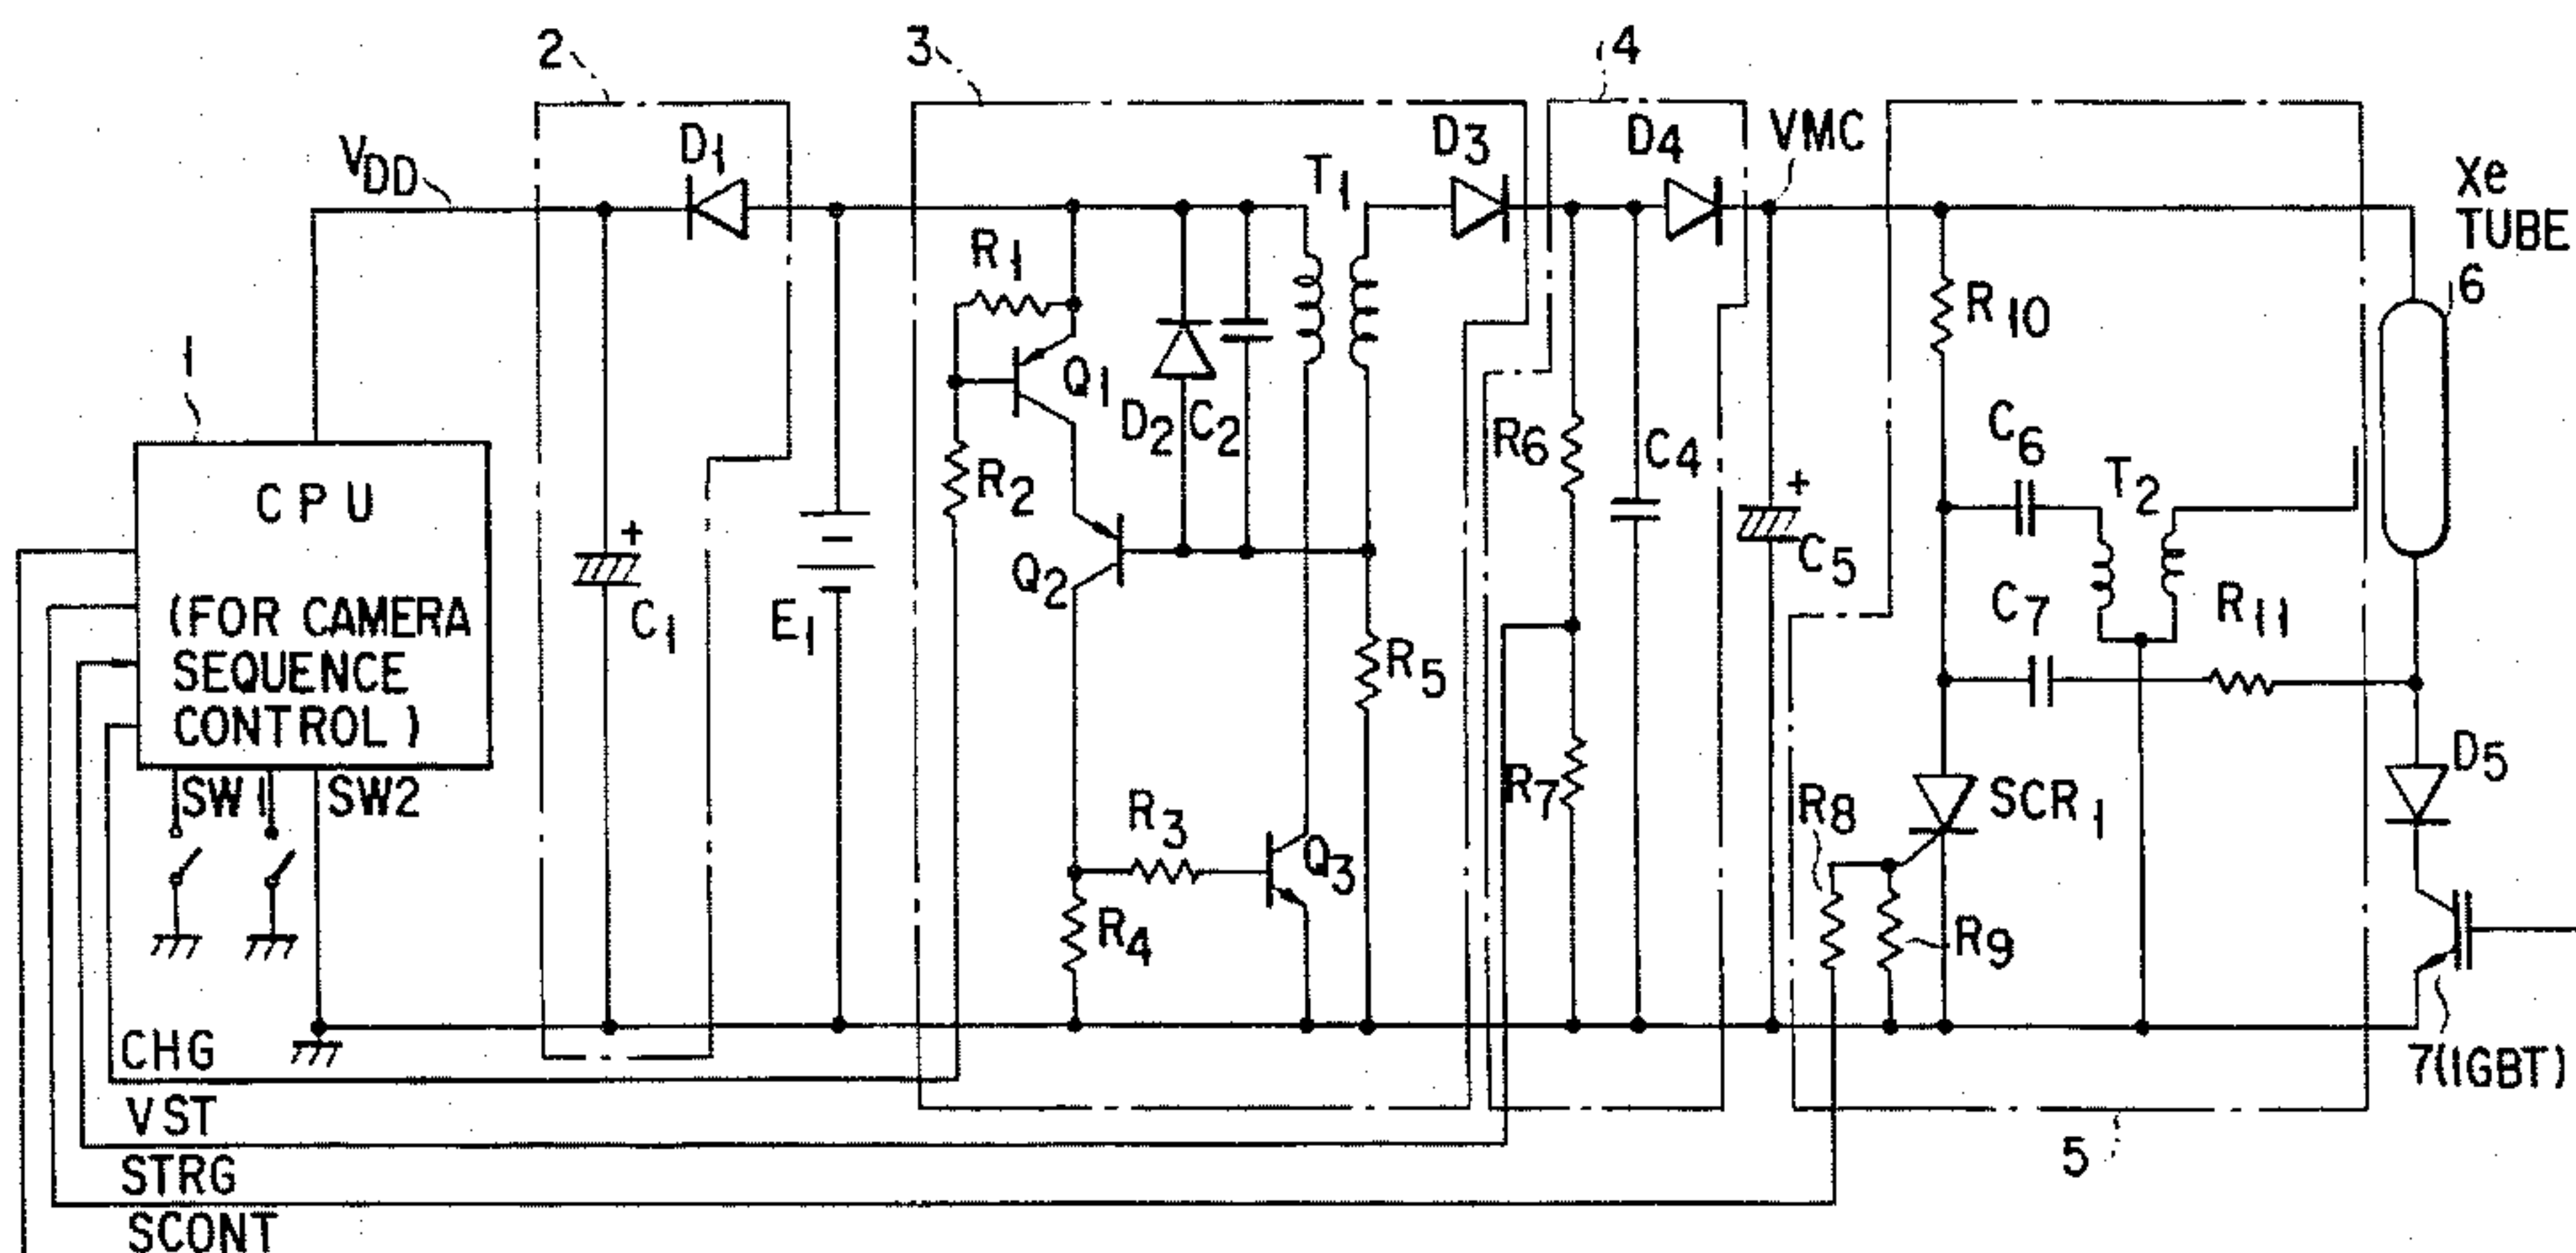 2
3
4
VDD
D1
T1
D3
D4
VMC
Xe
TUBE
6
R1
R10
1
Q1
D2
C2
R6
C4
C6
T2
CPU
R2
+
+
C5
Q2
C7
R11
(FOR CAMERA
SEQUENCE
CONTROL)
C1
E1
R5
D5
SW1
SW2
R3
Q3
R7
R8
SCR1
R4
R9
CHG
7(IGBT)
VST
5
STRG
SCONT